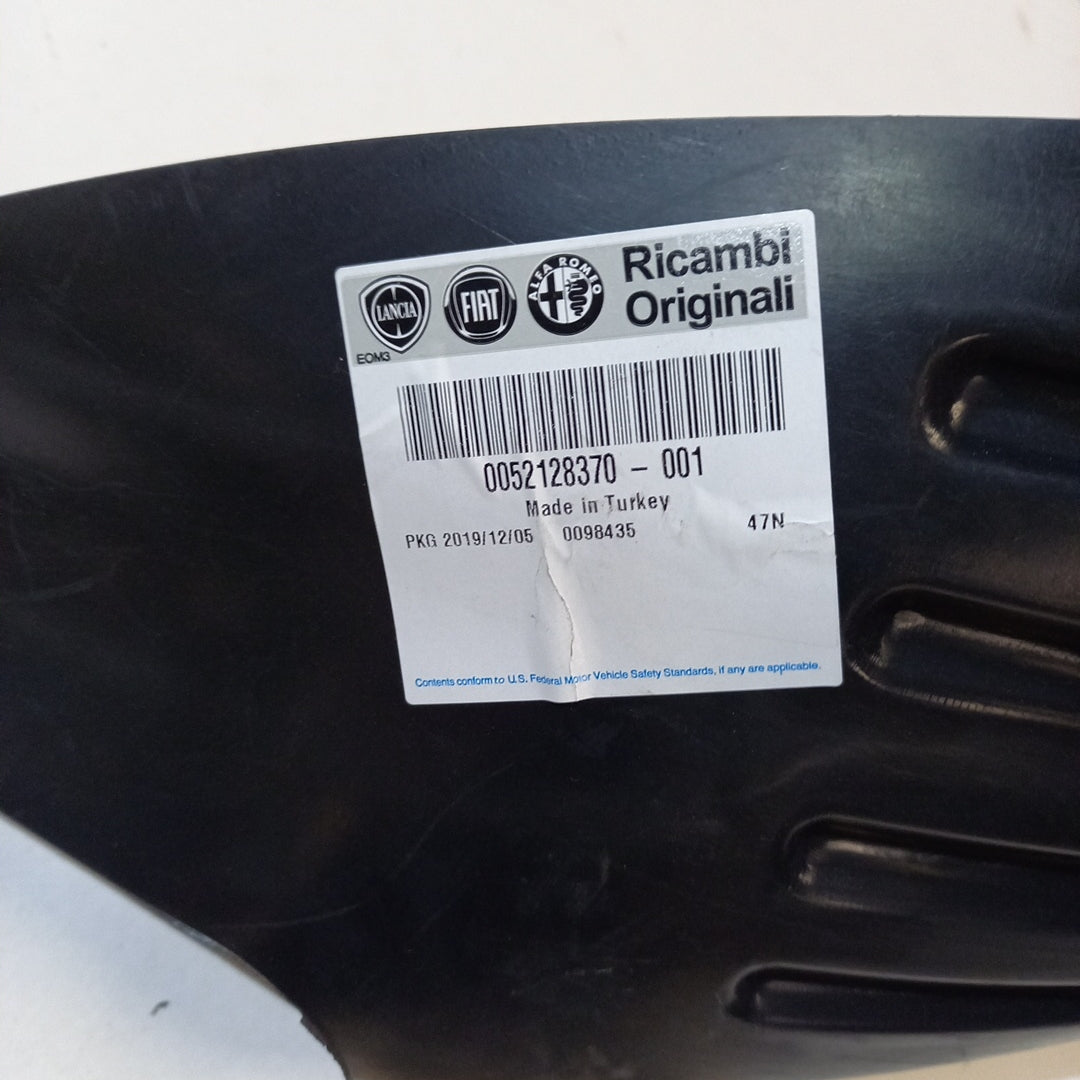 LANCIA
FIAT
ALFA ROMEO
Ricambi
Originali
EOM3
0052128370 - 001
Made in Turkey
PKG 2019/12/05 0098435 47N
Contents conform to U.S. Federal Motor Vehicle Safety Standards, if any are applicable.